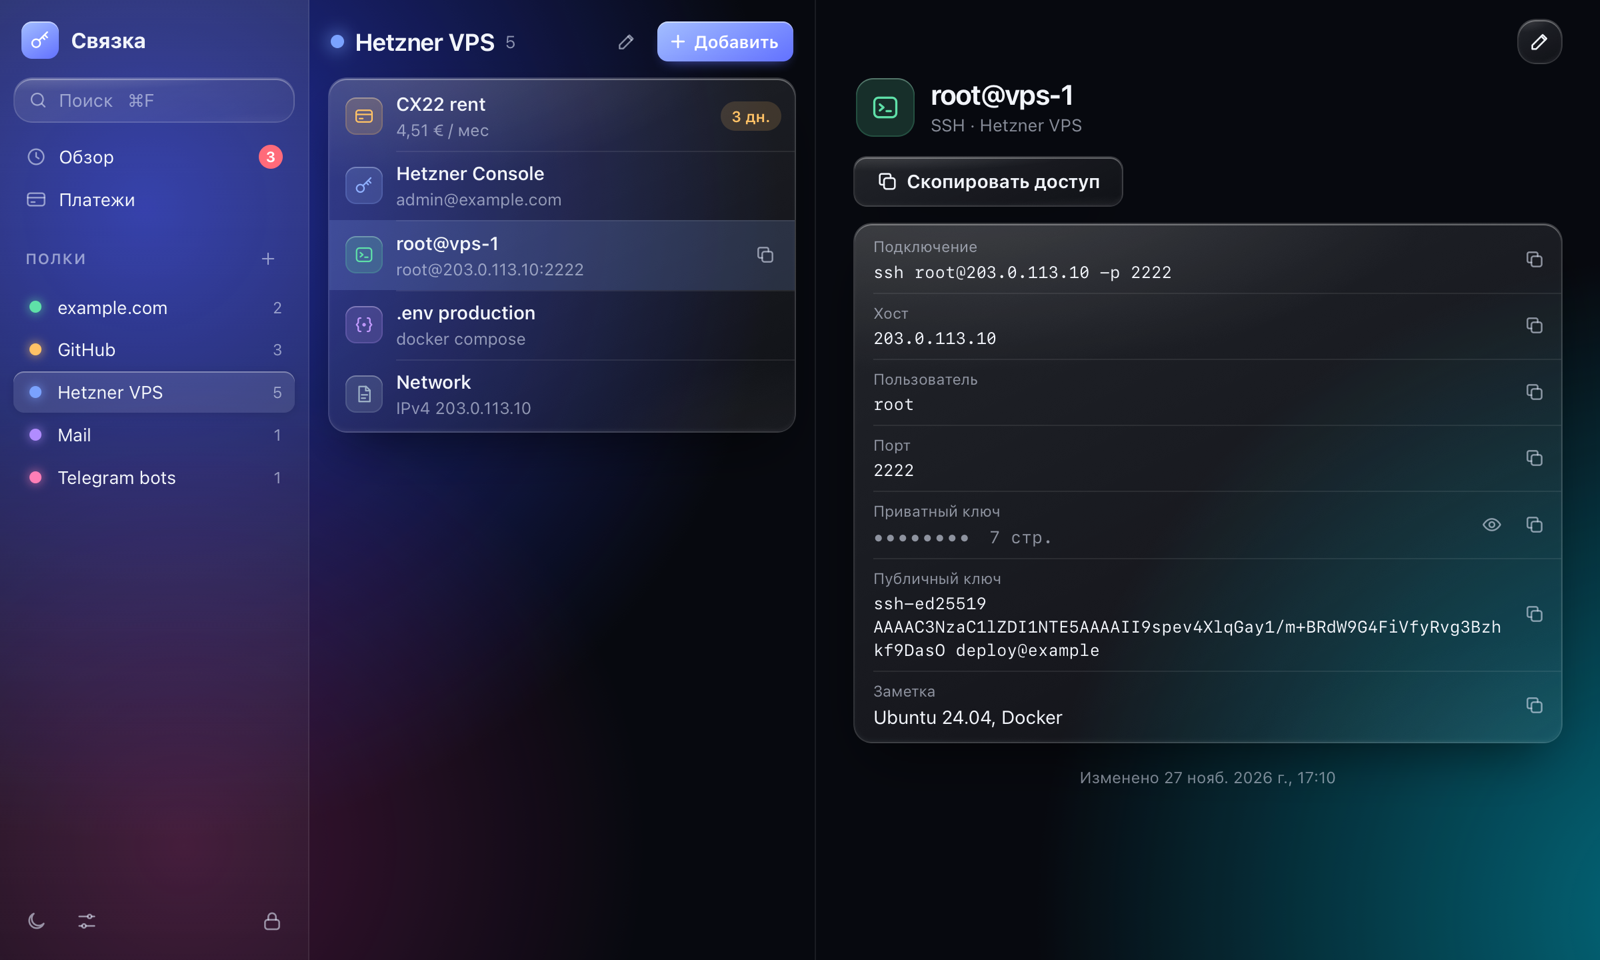 Связка
Поиск ⌘F
Обзор 3
Платежи
ПОЛКИ
example.com 2
GitHub 3
Hetzner VPS 5
Mail 1
Telegram bots 1
Hetzner VPS 5
Добавить
CX22 rent
4,51 € / мес
3 дн.
Hetzner Console
admin@example.com
root@vps-1
root@203.0.113.10:2222
.env production
docker compose
Network
IPv4 203.0.113.10
root@vps-1
SSH · Hetzner VPS
Скопировать доступ
Подключение
ssh root@203.0.113.10 -p 2222
Хост
203.0.113.10
Пользователь
root
Порт
2222
Приватный ключ
•••••••• 7 стр.
Публичный ключ
ssh-ed25519
AAAAC3NzaC1lZDI1NTE5AAAAII9spev4XlqGay1/m+BRdW9G4FiVfyRvg3Bzh
kf9DasO deploy@example
Заметка
Ubuntu 24.04, Docker
Изменено 27 нояб. 2026 г., 17:10